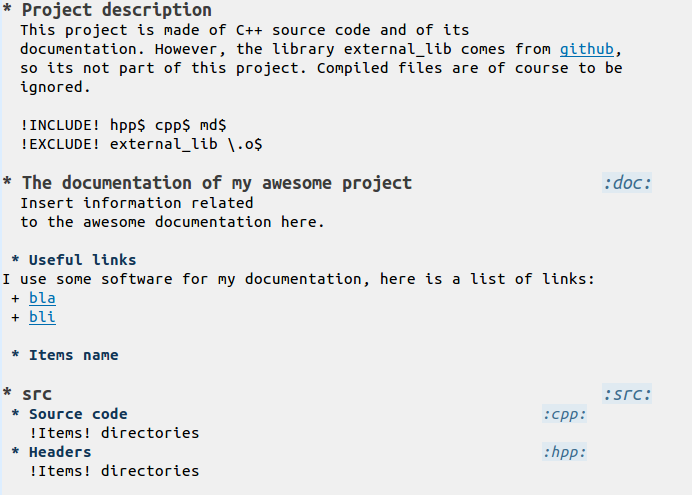 * Project description
This project is made of C++ source code and of its
documentation. However, the library external_lib comes from github,
so its not part of this project. Compiled files are of course to be
ignored.
!INCLUDE! hpp$ cpp$ md$
!EXCLUDE! external_lib \.o$
* The documentation of my awesome project :doc:
Insert information related
to the awesome documentation here.
* Useful links
I use some software for my documentation, here is a list of links:
+ bla
+ bli
* Items name
* src :src:
* Source code :cpp:
!Items! directories
* Headers :hpp:
!Items! directories